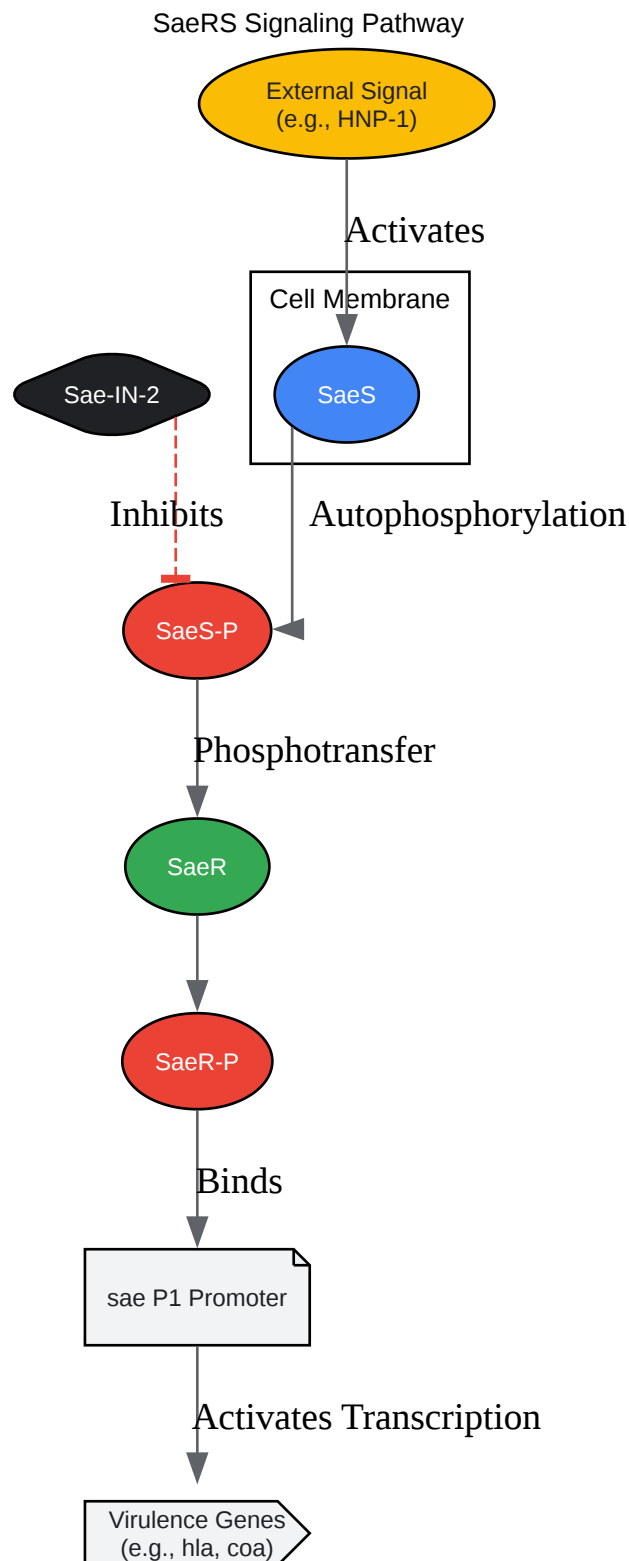 SaeRS Signaling Pathway
External Signal
(e.g., HNP-1)
Activates
Cell Membrane
Sae-IN-2
SaeS
Inhibits
Autophosphorylation
SaeS-P
Phosphotransfer
SaeR
SaeR-P
Binds
sae P1 Promoter
Activates Transcription
Virulence Genes
(e.g., hla, coa)